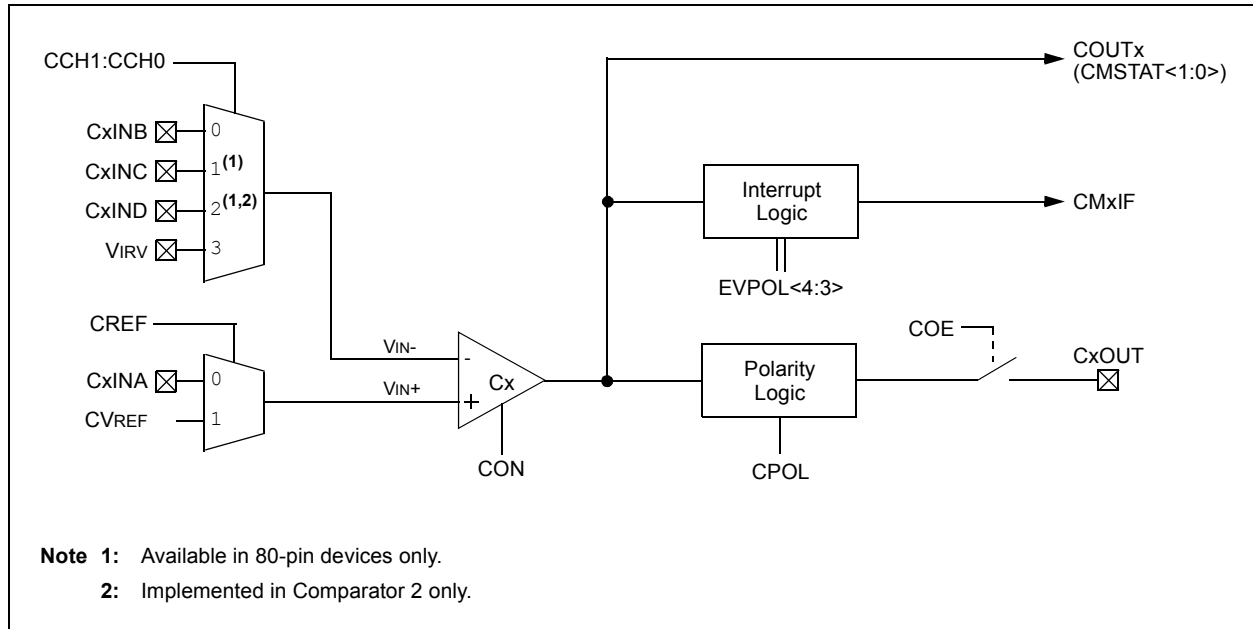 CCH1:CCH0
COUTx
(CMSTAT<1:0>)
CxINB
0
CxINC
1(1)
CxIND
2(1,2)
VIRV
3
Interrupt
Logic
CMxIF
EVPOL<4:3>
CREF
CxINA
0
CVREF
1
VIN-
VIN+
-
+
Cx
CON
Polarity
Logic
CPOL
COE
CxOUT
Note 1: Available in 80-pin devices only.
2: Implemented in Comparator 2 only.